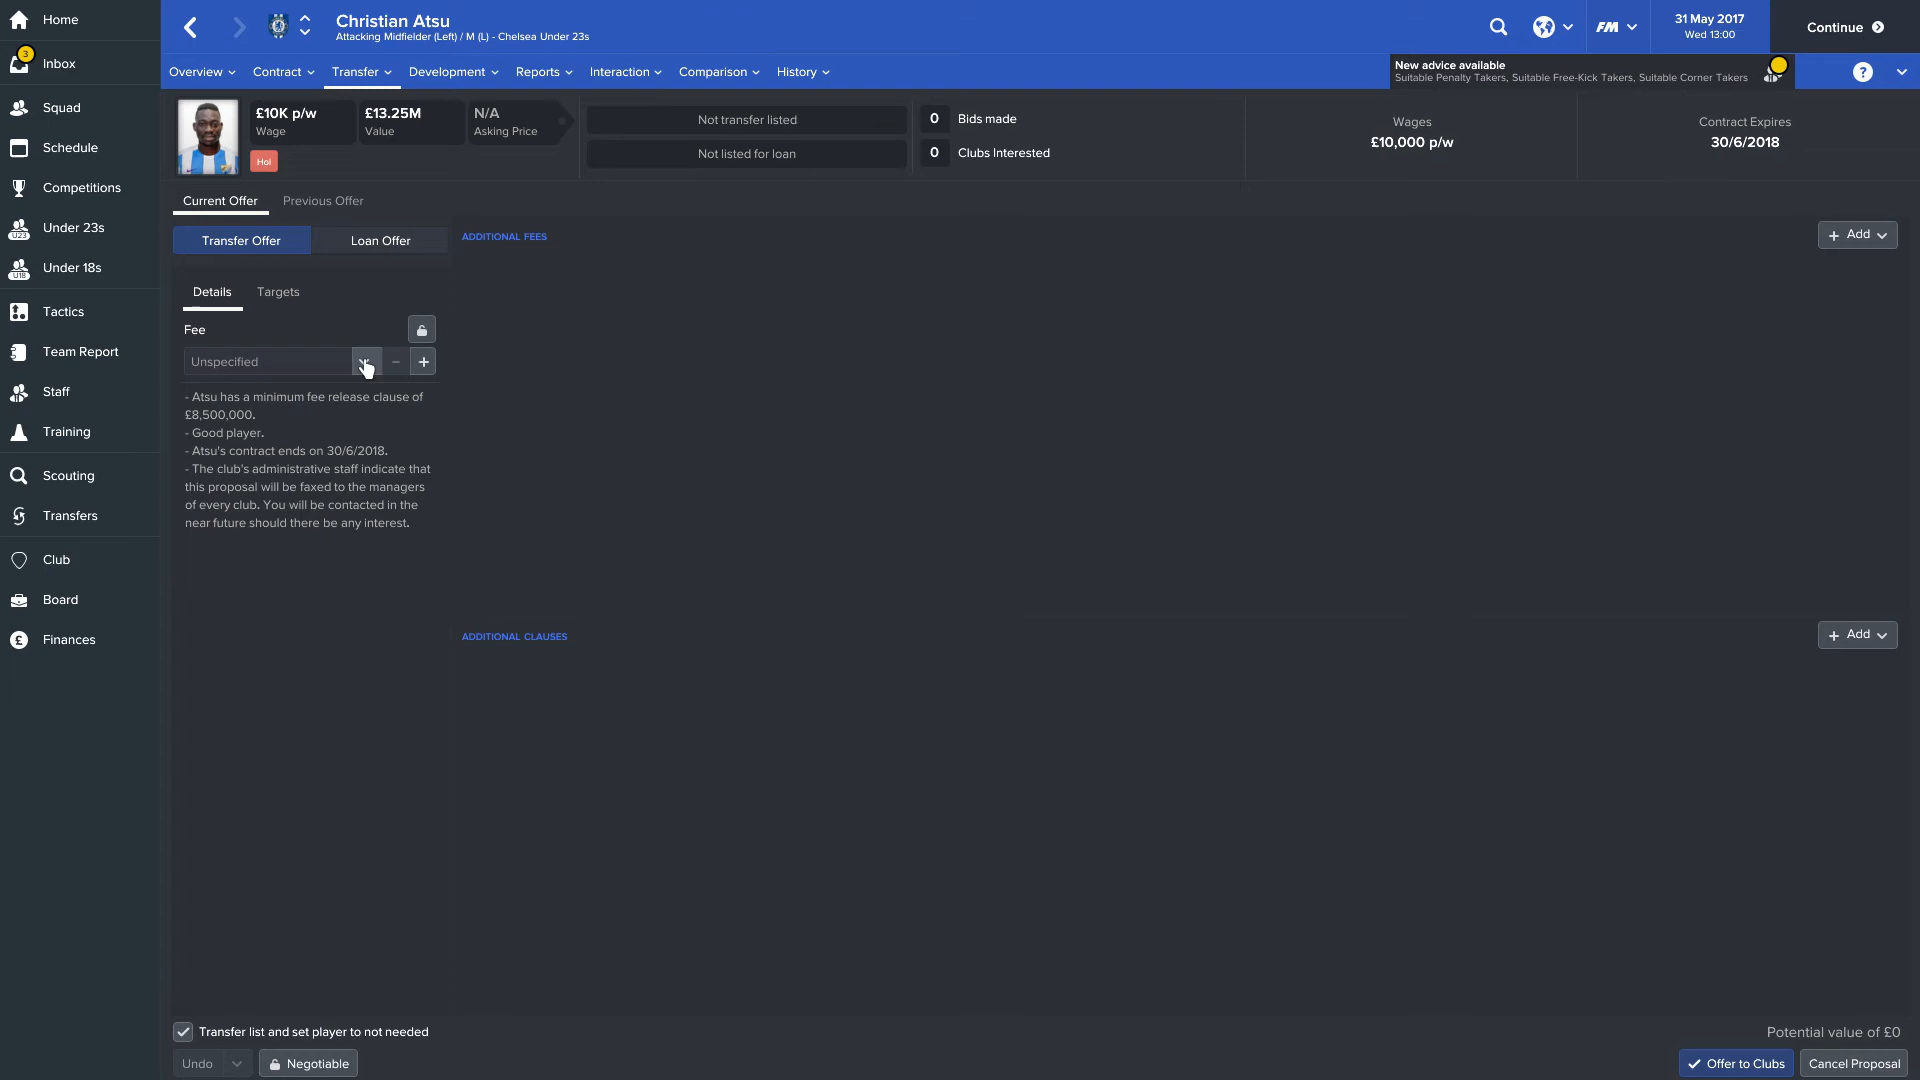 Home
3
Inbox
Squad
Schedule
Competitions
U23
Under 23s
U18
Under 18s
Tactics
Team Report
Staff
Training
Scouting
Transfers
Club
Board
£
Finances
Christian Atsu
Attacking Midfielder (Left) / M (L) - Chelsea Under 23s
FM
31 May 2017
Wed 13:00
Continue
Overview
Contract
Transfer
Development
Reports
Interaction
Comparison
History
New advice available
Suitable Penalty Takers, Suitable Free-Kick Takers, Suitable Corner Takers
?
£10K p/w
Wage
£13.25M
Value
N/A
Asking Price
Hol
Not transfer listed
Not listed for loan
0 Bids made
0 Clubs Interested
Wages
£10,000 p/w
Contract Expires
30/6/2018
Current Offer
Previous Offer
Transfer Offer
Loan Offer
Details
Targets
Fee
Unspecified
- Atsu has a minimum fee release clause of
£8,500,000.
- Good player.
- Atsu's contract ends on 30/6/2018.
- The club's administrative staff indicate that
this proposal will be faxed to the managers
of every club. You will be contacted in the
near future should there be any interest.
ADDITIONAL FEES
+ Add
ADDITIONAL CLAUSES
+ Add
Transfer list and set player to not needed
Potential value of £0
Undo
Negotiable
Offer to Clubs
Cancel Proposal